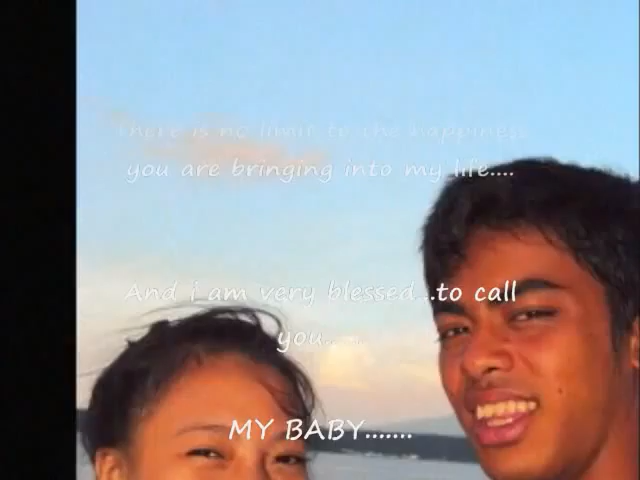 There is no limit to the happiness
you are bringing into my life....
And i am very blessed...to call
you......
MY BABY.......